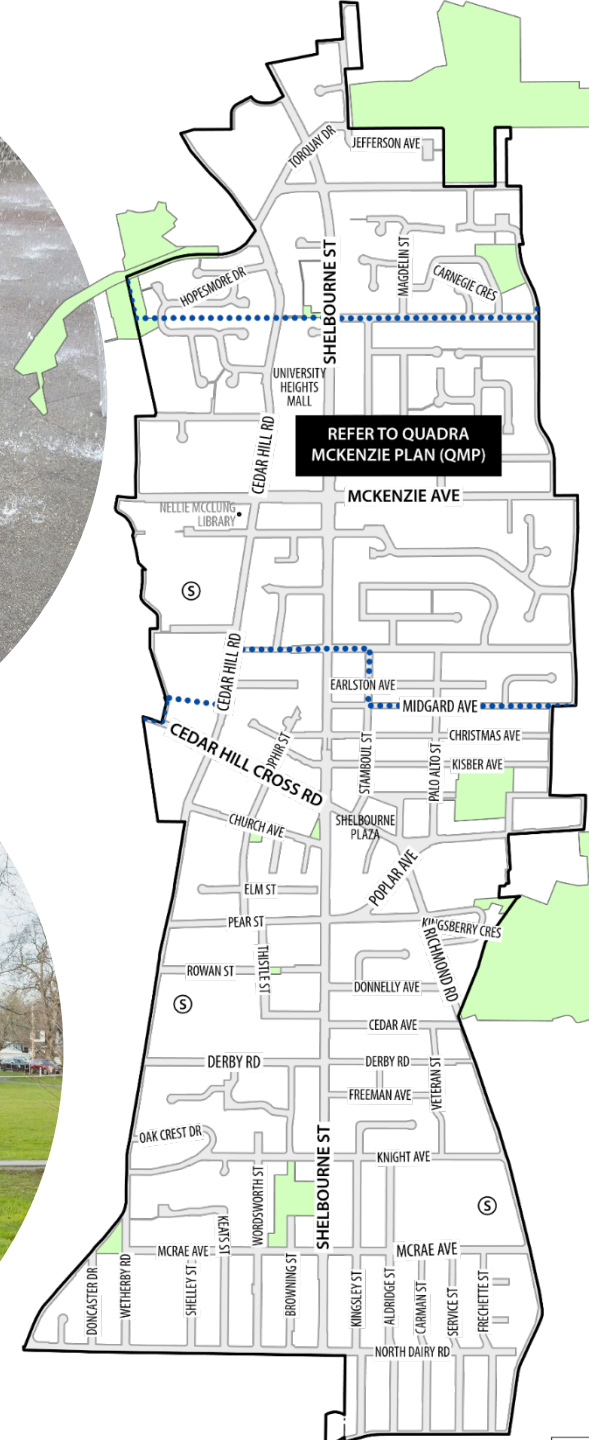 TORQUAY DR
JEFFERSON AVE
SHELBOURNE ST
MAGDELIN ST
CARNEGIE CRES
HOPESMORE DR
UNIVERSITY
HEIGHTS
MALL
CEDAR HILL RD
REFER TO QUADRA
MCKENZIE PLAN (QMP)
MCKENZIE AVE
NELLIE MCCLUNG
LIBRARY
S
CEDAR HILL RD
EARLSTON AVE
MIDGARD AVE
CEDAR HILL CROSS RD
OPHIR ST
STAMBOUL ST
CHRISTMAS AVE
PALO ALTO ST
KISBER AVE
CHURCH AVE
SHELBOURNE
PLAZA
POPLAR AVE
ELM ST
PEAR ST
KINGSBERRY CRES
RICHMOND RD
THISTLE ST
ROWAN ST
DONNELLY AVE
S
CEDAR AVE
DERBY RD
DERBY RD
VETERAN ST
FREEMAN AVE
OAK CREST DR
SHELBOURNE ST
KNIGHT AVE
WORDSWORTH ST
S
KEATS ST
MCRAE AVE
MCRAE AVE
DONCASTER DR
WETHERBY RD
SHELLEY ST
BROWNING ST
KINGSLEY ST
ALDRIDGE ST
CARMAN ST
SERVICE ST
FRECHETTE ST
NORTH DAIRY RD